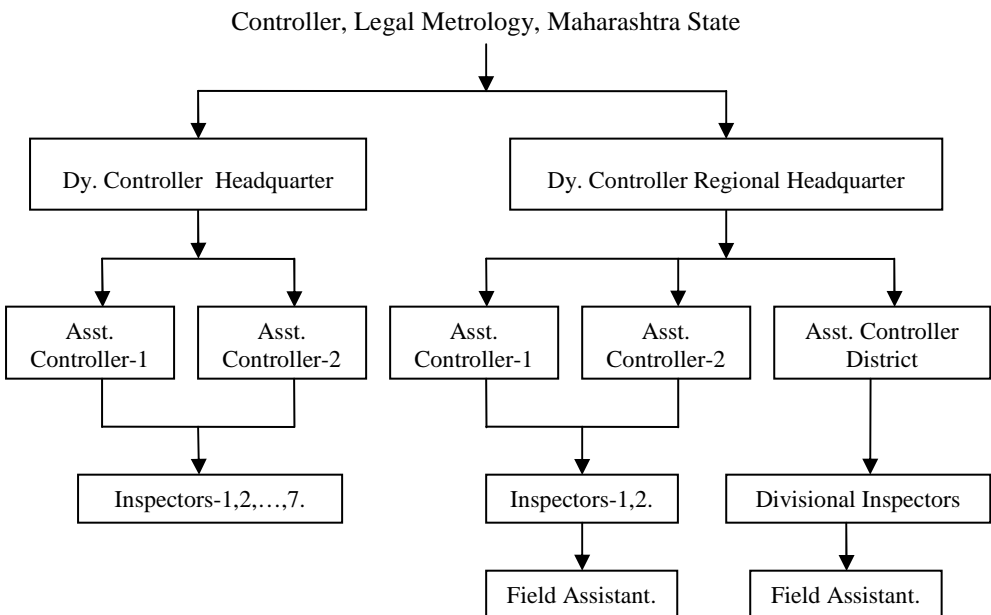 Controller, Legal Metrology, Maharashtra State
Dy. Controller Headquarter
Dy. Controller Regional Headquarter
Asst.
Controller-1
Asst.
Controller-2
Asst.
Controller-1
Asst.
Controller-2
Asst. Controller
District
Inspectors-1,2,…,7.
Inspectors-1,2.
Divisional Inspectors
Field Assistant.
Field Assistant.